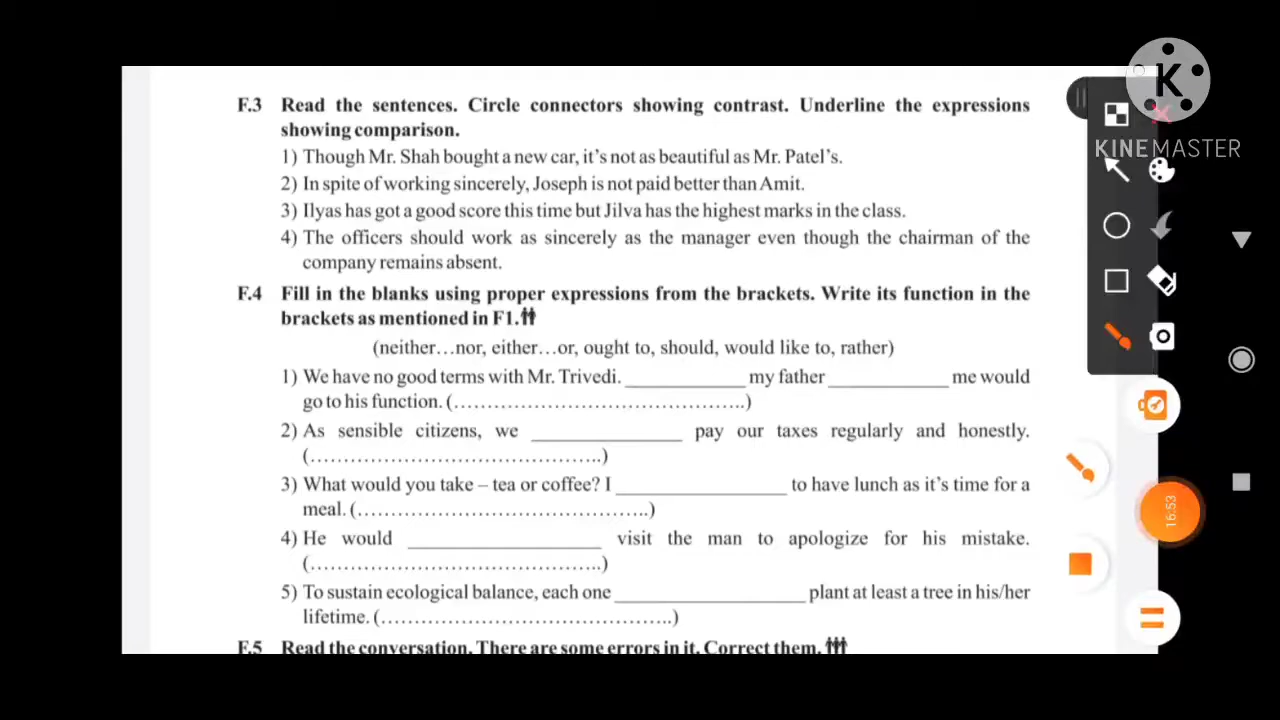 K
KINEMASTER
F.3 Read the sentences. Circle connectors showing contrast. Underline the expressions
showing comparison.
1) Though Mr. Shah bought a new car, it's not as beautiful as Mr. Patel's.
2) In spite of working sincerely, Joseph is not paid better than Amit.
3) Ilyas has got a good score this time but Jilva has the highest marks in the class.
4) The officers should work as sincerely as the manager even though the chairman of the
company remains absent.
F.4 Fill in the blanks using proper expressions from the brackets. Write its function in the
brackets as mentioned in F1.
(neither…nor, either…or, ought to, should, would like to, rather)
1) We have no good terms with Mr. Trivedi. ______________ my father ______________ me would
go to his function. (……………………………………..)
2) As sensible citizens, we __________________ pay our taxes regularly and honestly.
(……………………………………..)
3) What would you take – tea or coffee? I ____________________ to have lunch as it's time for a
meal. (……………………………………..)
4) He would _______________________ visit the man to apologize for his mistake.
(……………………………………..)
5) To sustain ecological balance, each one _______________________ plant at least a tree in his/her
lifetime. (……………………………………..)
F.5 Read the conversation. There are some errors in it. Correct them.
16:53